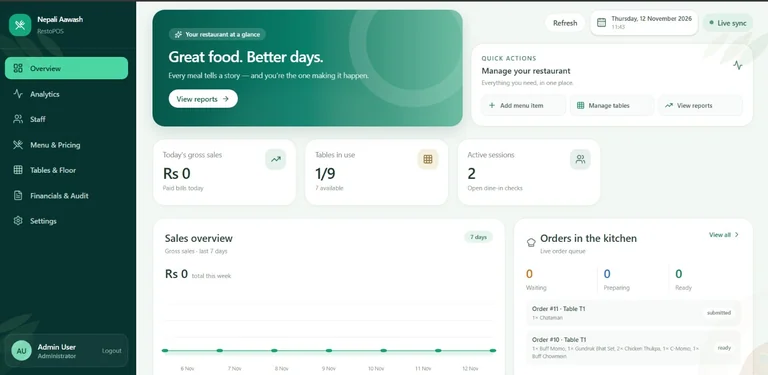 Nepali Aawash
RestoPOS
Overview
Analytics
Staff
Menu & Pricing
Tables & Floor
Financials & Audit
Settings
AU
Admin User
Administrator
Logout
Your restaurant at a glance
Great food. Better days.
Every meal tells a story — and you're the one making it happen.
View reports →
Refresh
Thursday, 12 November 2026
11:43
Live sync
QUICK ACTIONS
Manage your restaurant
Everything you need, in one place.
+ Add menu item
Manage tables
View reports
Today's gross sales
Rs 0
Paid bills today
Tables in use
1/9
7 available
Active sessions
2
Open dine-in checks
Sales overview
7 days
Gross sales · last 7 days
Rs 0 total this week
6 Nov 7 Nov 8 Nov 9 Nov 10 Nov 11 Nov 12 Nov
Orders in the kitchen
View all >
Live order queue
0 0 0
Waiting Preparing Ready
Order #11 · Table T1
submitted
Order #10 · Table T1
ready
1× Buff Momo, 1× Gundruk Bhat Set, 2× Chicken Thukpa, 1× C-Momo, 1×
Buff Chowmein